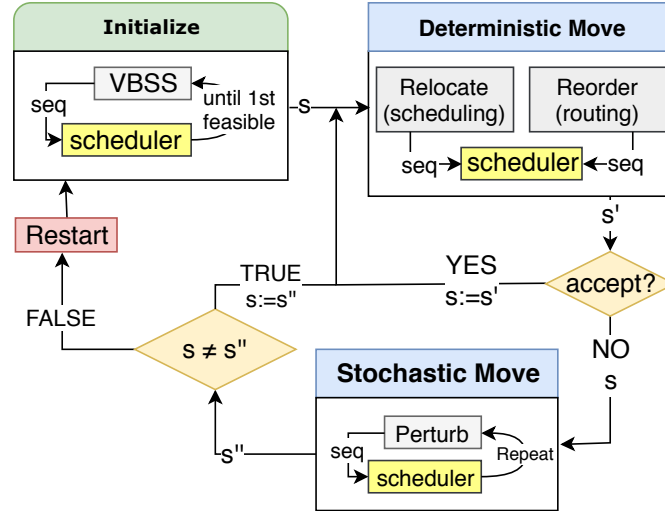 Initialize
VBSS
seq
until 1st
feasible
scheduler
s
Deterministic Move
Relocate
(scheduling)
Reorder
(routing)
seq
scheduler
seq
s'
accept?
YES
s:=s'
NO
s
Stochastic Move
Perturb
seq
Repeat
scheduler
s''
s ≠ s''
TRUE
s:=s''
FALSE
Restart